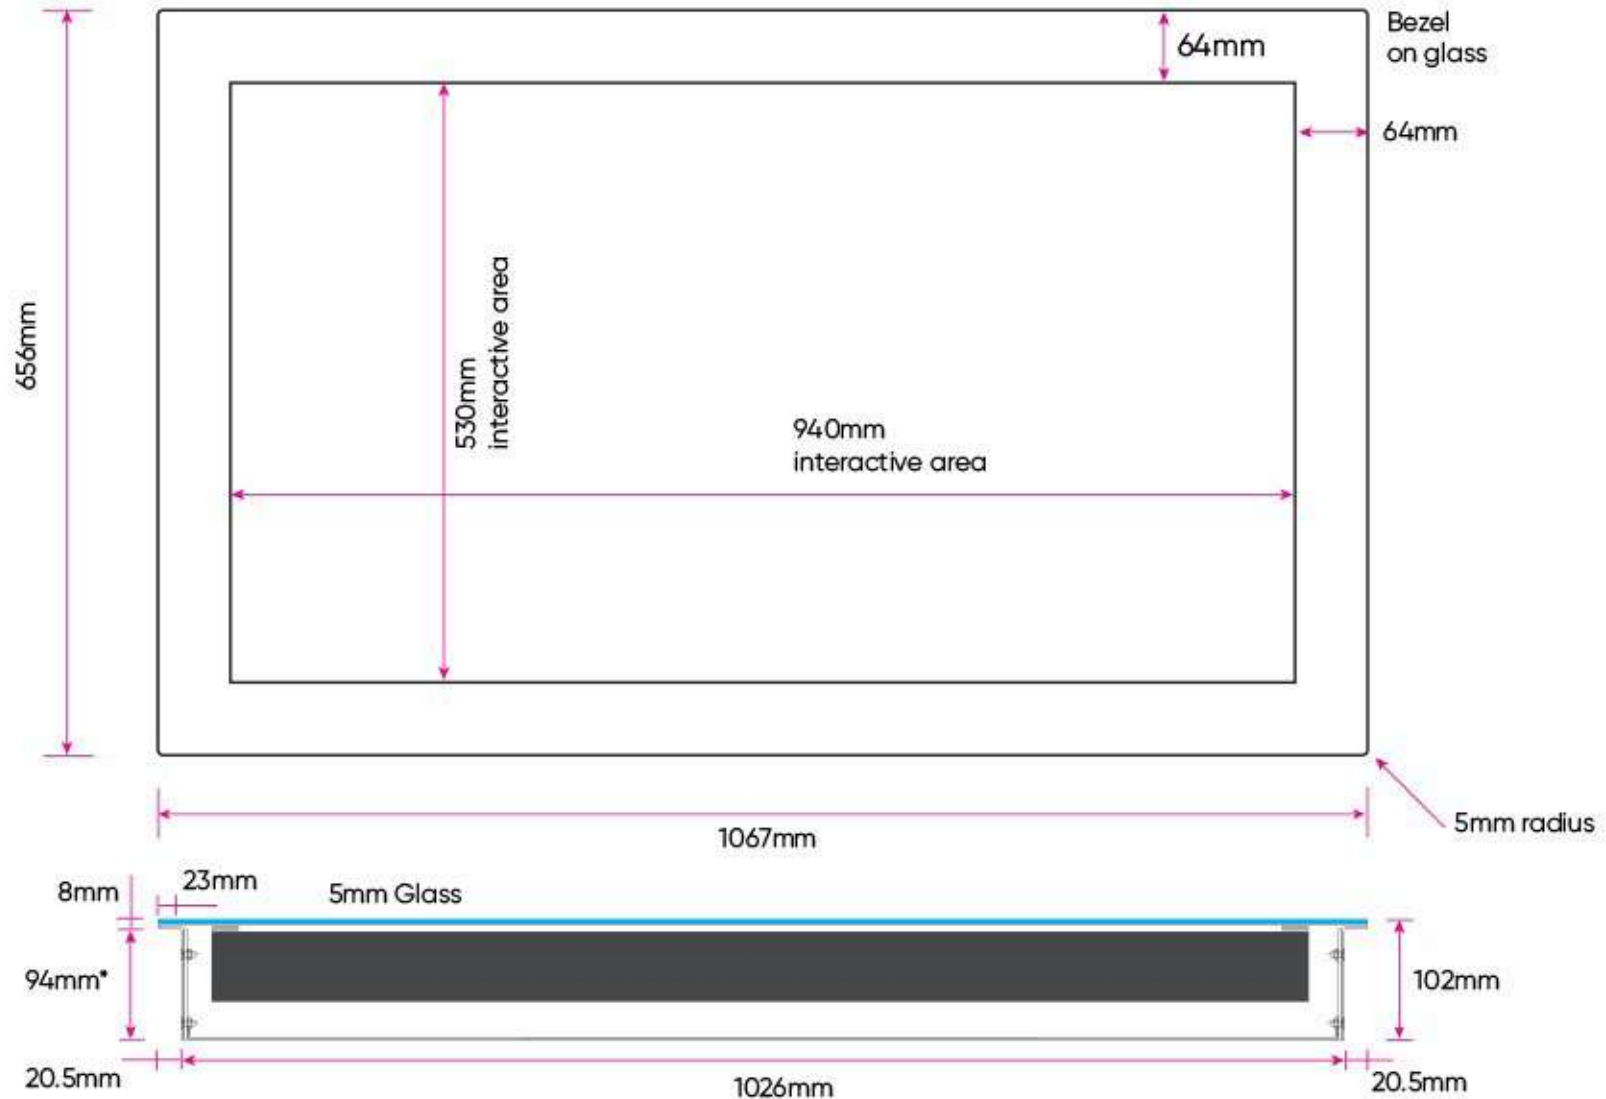 Bezel
on glass
64mm
64mm
656mm
530mm
interactive area
940mm
interactive area
5mm radius
1067mm
8mm
23mm
5mm Glass
94mm*
102mm
20.5mm
1026mm
20.5mm